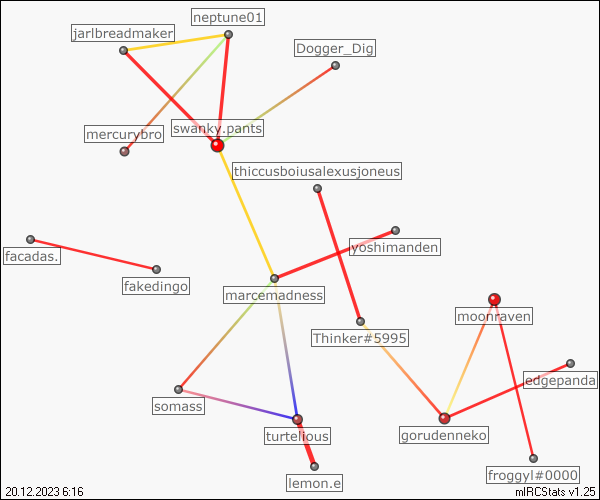 neptune01
jarlbreadmaker
Dogger_Dig
mercurybro
swanky.pants
thiccusboiusalexusjoneus
yoshimanden
facadas.
fakedingo
marcemadness
moonraven
Thinker#5995
edgepanda
somass
turtelious
gorudenneko
lemon.e
froggyl#0000
20.12.2023 6:16
mIRCStats v1.25